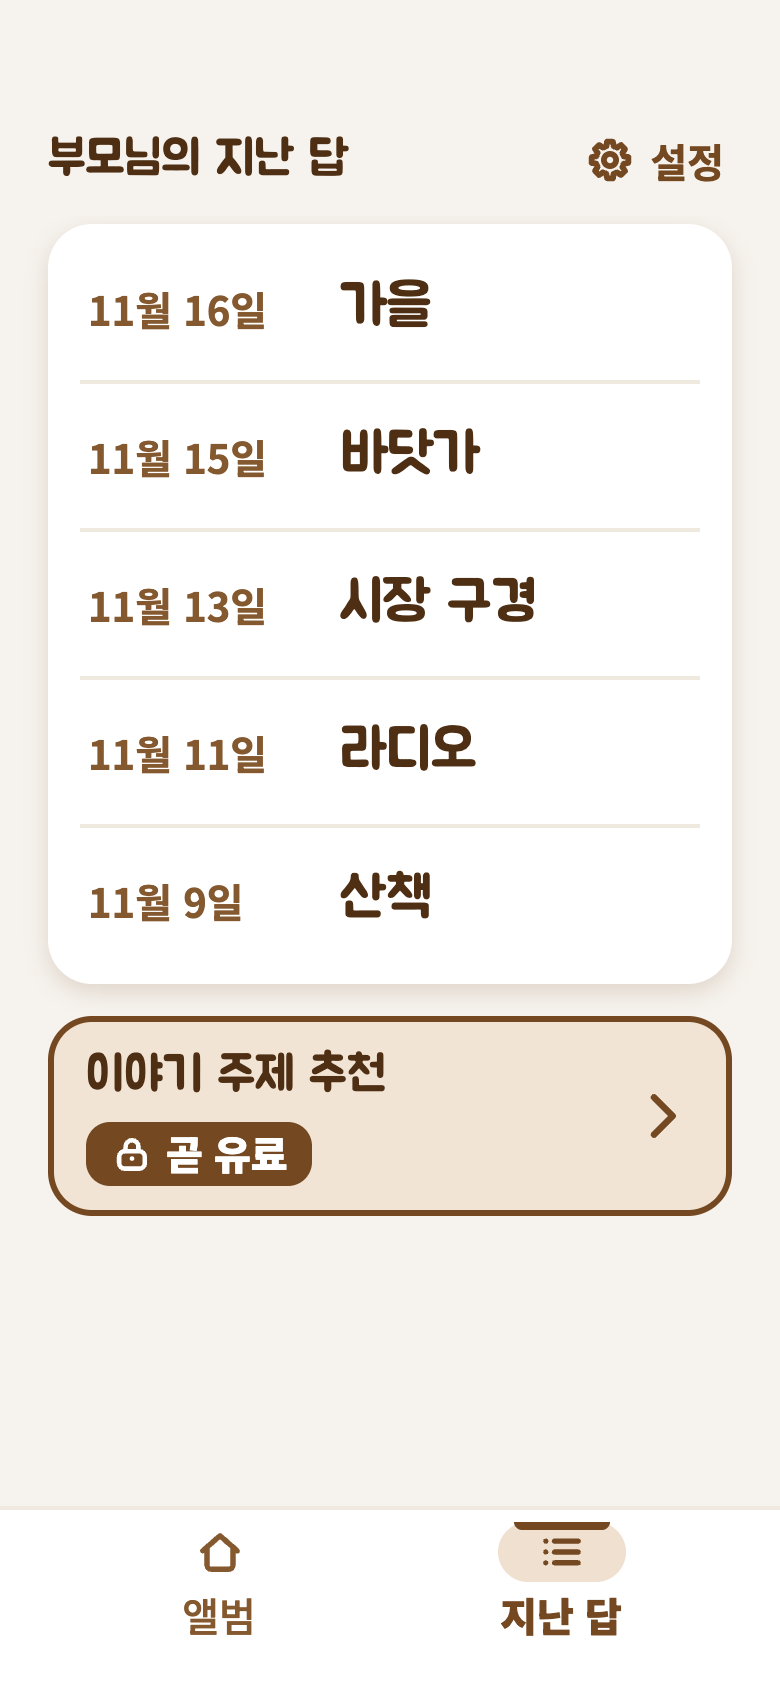 부모님의 지난 답
설정
11월 16일 가을
11월 15일 바닷가
11월 13일 시장 구경
11월 11일 라디오
11월 9일 산책
이야기 주제 추천
곧 유료
앨범
지난 답